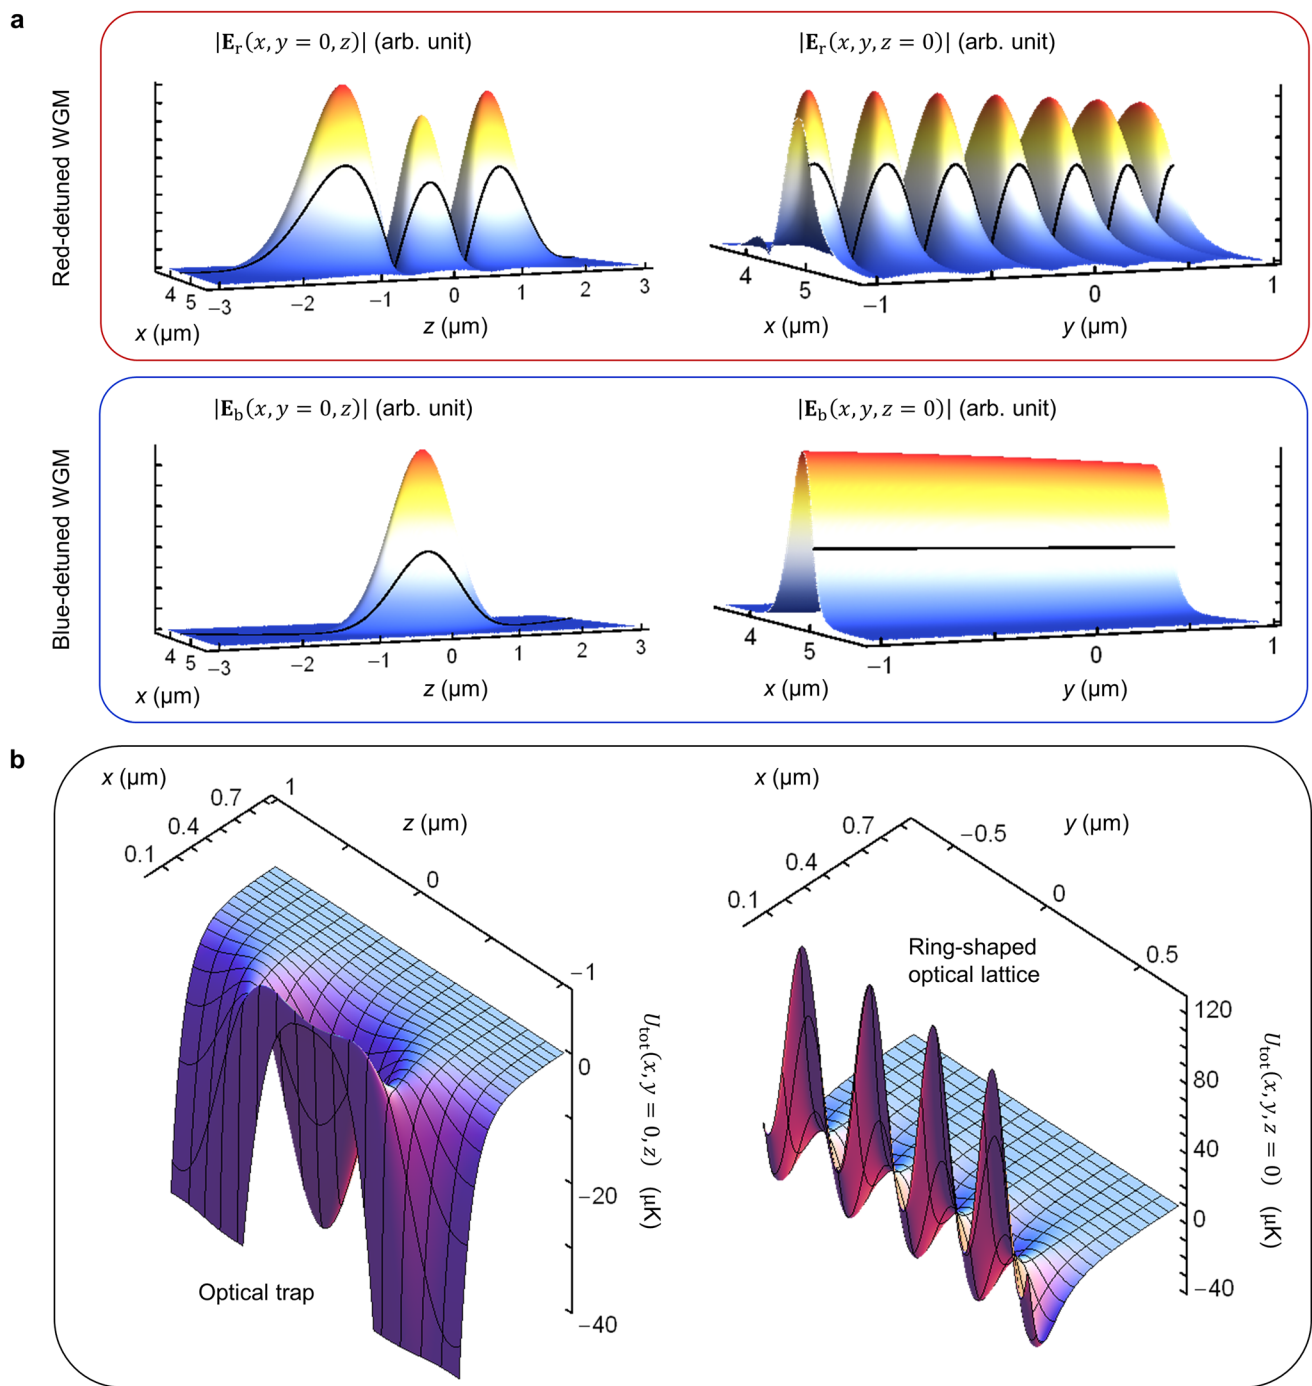 a
|E_r(x, y = 0, z)| (arb. unit)
|E_r(x, y, z = 0)| (arb. unit)
Red-detuned WGM
4
5
−3
−2
−1
0
1
2
3
x (µm)
z (µm)
4
5
−1
0
1
x (µm)
y (µm)
|E_b(x, y = 0, z)| (arb. unit)
|E_b(x, y, z = 0)| (arb. unit)
Blue-detuned WGM
4
5
−3
−2
−1
0
1
2
3
x (µm)
z (µm)
4
5
−1
0
1
x (µm)
y (µm)
b
x (µm)
0.1
0.4
0.7
1
z (µm)
0
−1
0
−20
−40
U_tot(x, y = 0, z) (µK)
Optical trap
x (µm)
0.1
0.4
0.7
−0.5
y (µm)
0
0.5
Ring-shaped
optical lattice
120
80
40
0
−40
U_tot(x, y, z = 0) (µK)